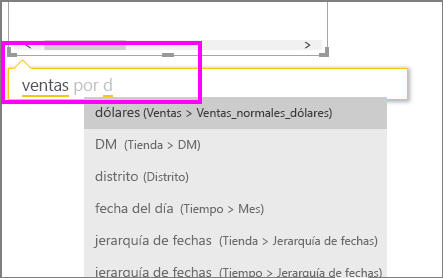 ventas por d
dólares (Ventas > Ventas_normales_dólares)
DM (Tienda > DM)
distrito (Distrito)
fecha del día (Tiempo > Mes)
jerarquía de fechas (Tienda > Jerarquía de fechas)
jerarquía de fechas (Tiempo > Jerarquía de fechas)